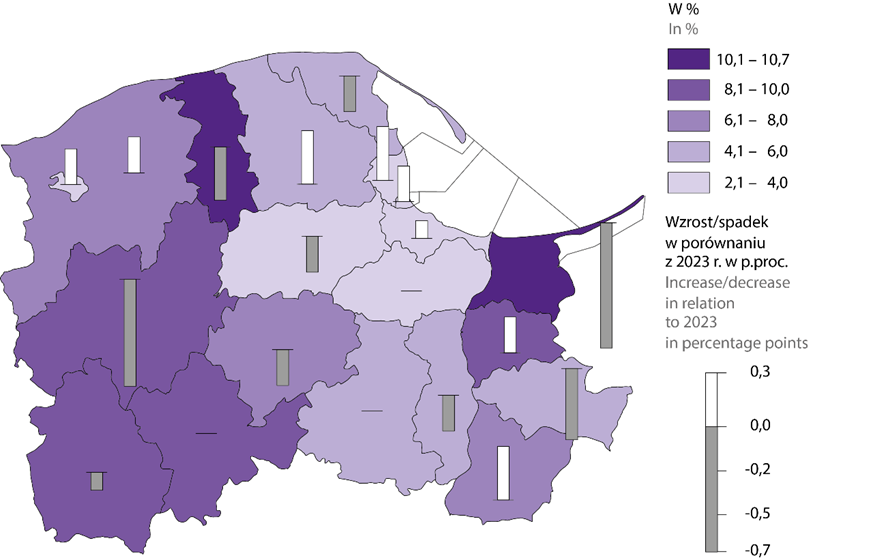 W %
In %
10,1 – 10,7
8,1 – 10,0
6,1 – 8,0
4,1 – 6,0
2,1 – 4,0
Wzrost/spadek
w porównaniu
z 2023 r. w p.proc.
Increase/decrease
in relation
to 2023
in percentage points
0,3
0,0
-0,2
-0,5
-0,7